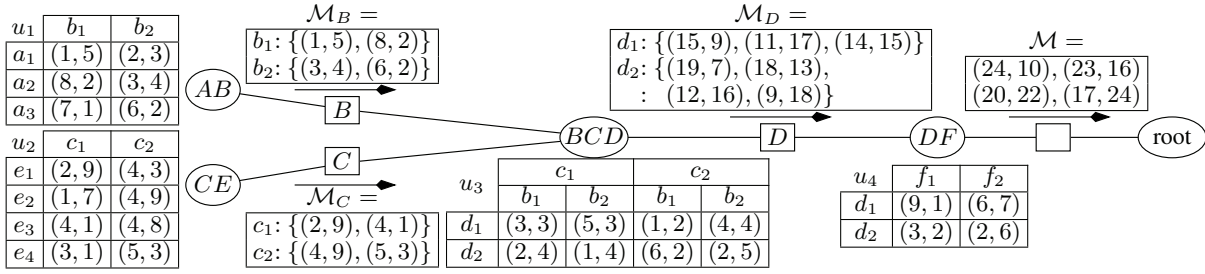 u₁ b₁ b₂
a₁ (1, 5) (2, 3)
a₂ (8, 2) (3, 4)
a₃ (7, 1) (6, 2)
AB
ℳ_B =
b₁: {(1, 5), (8, 2)}
b₂: {(3, 4), (6, 2)}
B
u₂ c₁ c₂
e₁ (2, 9) (4, 3)
e₂ (1, 7) (4, 9)
e₃ (4, 1) (4, 8)
e₄ (3, 1) (5, 3)
CE
C
ℳ_C =
c₁: {(2, 9), (4, 1)}
c₂: {(4, 9), (5, 3)}
BCD
u₃ c₁ c₂
b₁ b₂ b₁ b₂
d₁ (3, 3) (5, 3) (1, 2) (4, 4)
d₂ (2, 4) (1, 4) (6, 2) (2, 5)
ℳ_D =
d₁: {(15, 9), (11, 17), (14, 15)}
d₂: {(19, 7), (18, 13),
: (12, 16), (9, 18)}
D
DF
u₄ f₁ f₂
d₁ (9, 1) (6, 7)
d₂ (3, 2) (2, 6)
ℳ =
(24, 10), (23, 16)
(20, 22), (17, 24)
root